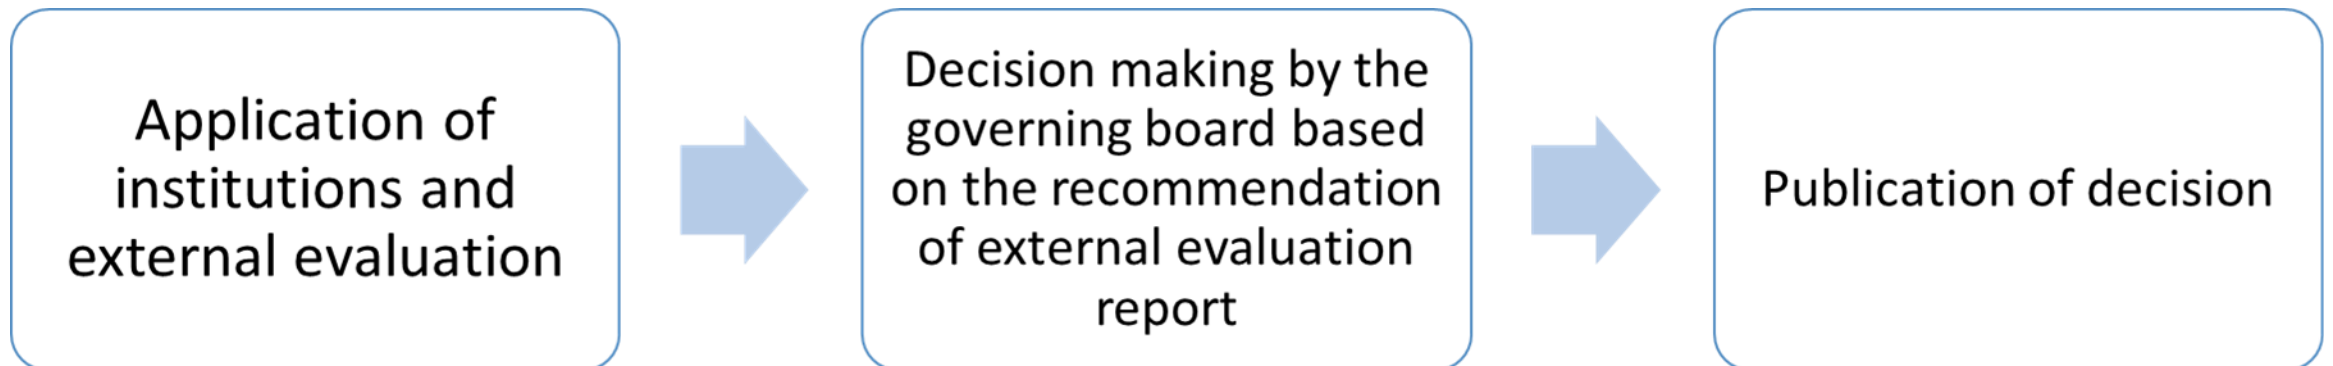 Application of
institutions and
external evaluation
Decision making by the
governing board based
on the recommendation
of external evaluation
report
Publication of decision